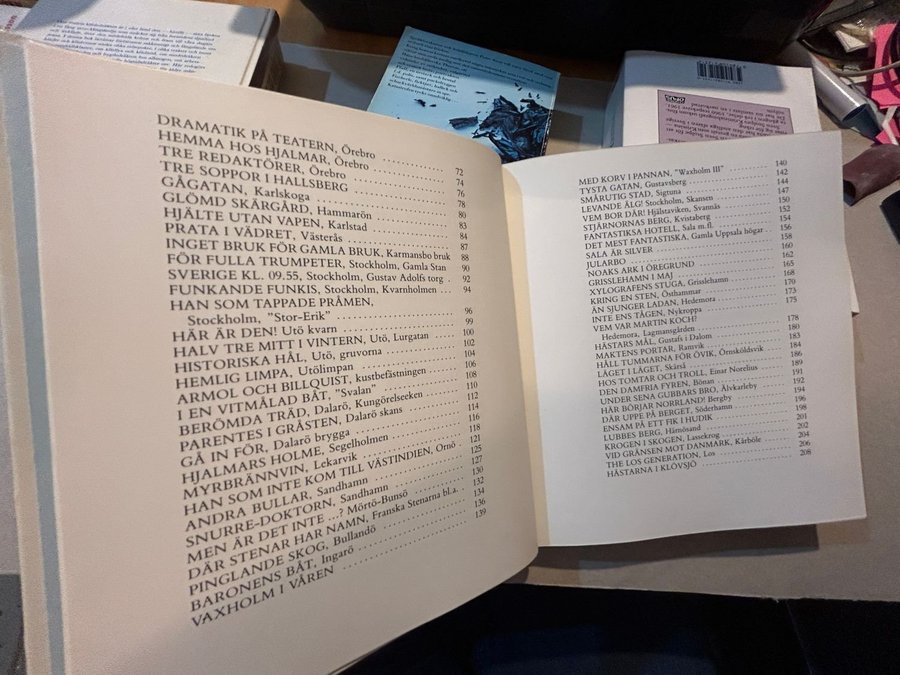 DRAMATIK PÅ TEATERN, Örebro 72
HEMMA HOS HJALMAR, Örebro 74
TRE REDAKTÖRER, Örebro 76
TRE SOPPOR I HALLSBERG 78
GÅGATAN, Karlskoga 80
GLÖMD SKÄRGÅRD, Hammarön 83
HJÄLTE UTAN VAPEN, Karlstad 84
PRATA I VÄDRET, Västerås 87
INGET BRUK FÖR GAMLA BRUK, Karmansbo bruk 88
FÖR FULLA TRUMPETER, Stockholm, Gamla Stan 90
SVERIGE KL. 09.55, Stockholm, Gustav Adolfs torg 92
FUNKANDE FUNKIS, Stockholm, Kvarnholmen 94
HAN SOM TAPPADE PRÅMEN,
Stockholm, "Stor-Erik" 96
HÄR ÄR DEN! Utö kvarn 99
HALV TRE MITT I VINTERN, Utö, Lurgatan 100
HISTORISKA HÅL, Utö, gruvorna 102
HEMLIG LIMPA, Utölimpan 104
ARMOL OCH BILLQUIST, kustbefästningen 106
I EN VITMÅLAD BÅT, "Svalan" 108
BERÖMDA TRÄD, Dalarö, Kungörelseeken 110
PARENTES I GRÅSTEN, Dalarö skans 112
GÅ IN FÖR, Dalarö brygga 114
HJALMARS HOLME, Segelholmen 116
MYRBRÄNNVIN, Lekarvik 118
HAN SOM INTE KOM TILL VÄSTINDIEN, Ornö 121
ANDRA BULLAR, Sandhamn 125
SNURRE-DOKTORN, Sandhamn 127
MEN ÄR DET INTE ...? Mörtö-Bunsö 130
DÄR STENAR HAR NAMN, Franska Stenarna bl.a. 132
PINGLANDE SKOG, Bullandö 134
BARONENS BÅT, Ingarö 136
VAXHOLM I VÅREN 139
MED KORV I PANNAN, "Waxholm III" 140
TYSTA GATAN, Gustavsberg 142
SMÅRUTIG STAD, Sigtuna 144
LEVANDE ÄLG! Stockholm, Skansen 147
VEM BOR DÄR! Hjälstaviken, Svannäs 150
STJÄRNORNAS BERG, Kvistaberg 152
FANTASTISKA HOTELL, Sala m.fl. 154
DET MEST FANTASTISKA, Gamla Uppsala högar 156
SALA ÄR SILVER 158
JULARBO 160
NOAKS ARK I ÖREGRUND 162
GRISSLEHAMN I MAJ 165
XYLOGRAFENS STUGA, Grisslehamn 168
KRING EN STEN, Östhammar 170
ÄN SJUNGER LADAN, Hedemora 173
INTE ENS TÅGEN, Nykroppa 175
VEM VAR MARTIN KOCH?
Hedemora, Lagmansgården 178
HÄSTARS MÅL, Gustafs i Dalom 180
MAKTENS PORTAR, Ramvik 183
HÅLL TUMMARNA FÖR ÖVIK, Örnsköldsvik 184
LÄGET I LÄGET, Skärså 186
HOS TOMTAR OCH TROLL, Einar Norelius 189
DEN DAMFRIA FYREN, Bönan 191
UNDER SENA GUBBARS BRO, Älvkarleby 192
HÄR BÖRJAR NORRLAND! Bergby 194
DÄR UPPE PÅ BERGET, Söderhamn 196
ENSAM PÅ ETT FIK I HUDIK 198
LUBBES BERG, Härnösand 201
KROGEN I SKOGEN, Lassekrog 202
VID GRÄNSEN MOT DANMARK, Kårböle 204
THE LOS GENERATION, Los 206
HÄSTARNA I KLÖVSJÖ 208